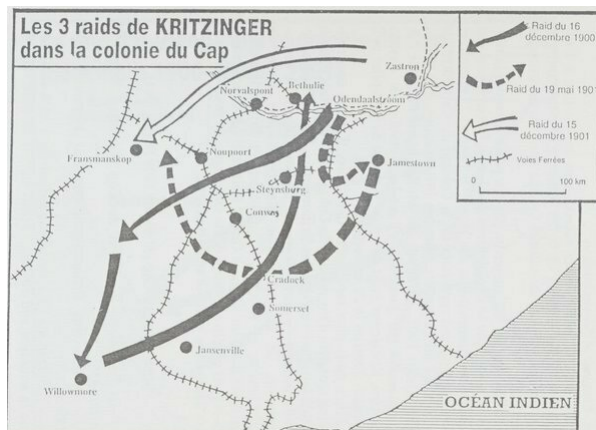 Les 3 raids de KRITZINGER
dans la colonie du Cap
Raid du 16
décembre 1900
Raid du 19 mai 1901
Raid du 15
décembre 1901
Voies Ferrées
0 100 km
Zastron
Bethulie
Norvalspont
Odendaalstroom
Fransmanskop
Noupoort
Jamestown
Steynsburg
Conway
Cradock
Somerset
Jansenville
Willowmore
OCÉAN INDIEN